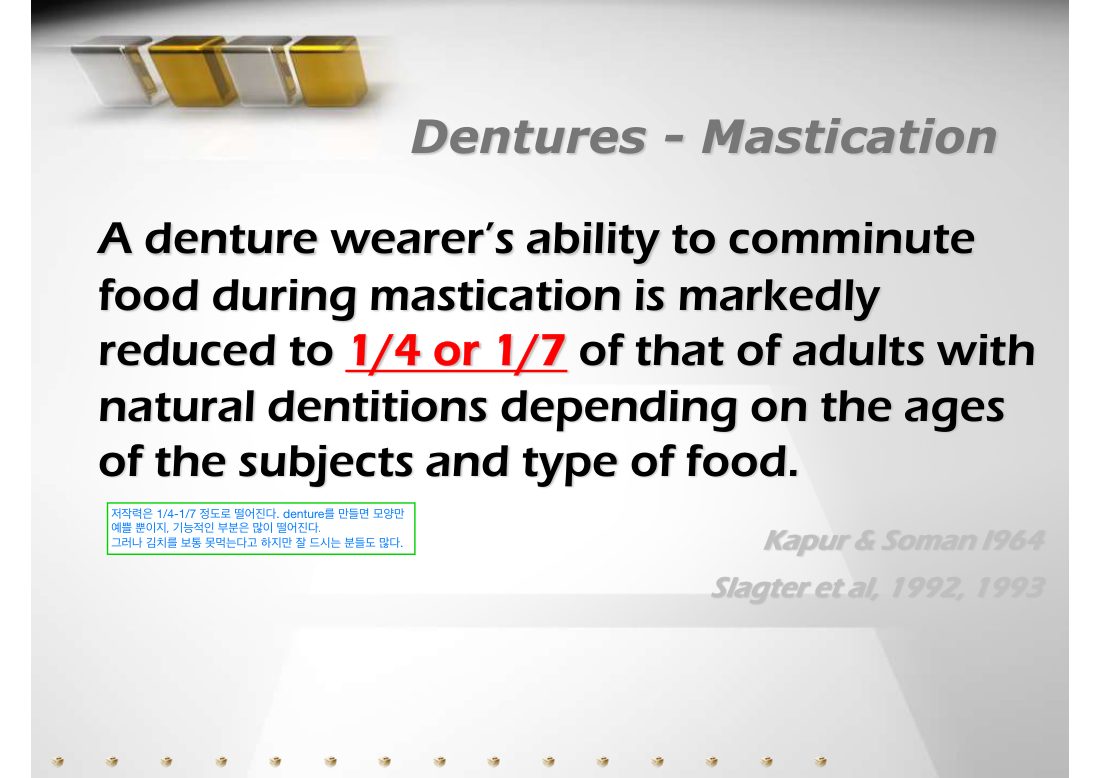 Dentures - Mastication
A denture wearer’s ability to comminute
food during mastication is markedly
reduced to 1/4 or 1/7 of that of adults with
natural dentitions depending on the ages
of the subjects and type of food.
저작력은 1/4-1/7 정도로 떨어진다. denture를 만들면 모양만
예쁠 뿐이지, 기능적인 부분은 많이 떨어진다.
그러나 김치를 보통 못먹는다고 하지만 잘 드시는 분들도 많다.
Kapur & Soman l964
Slagter et al, 1992, 1993